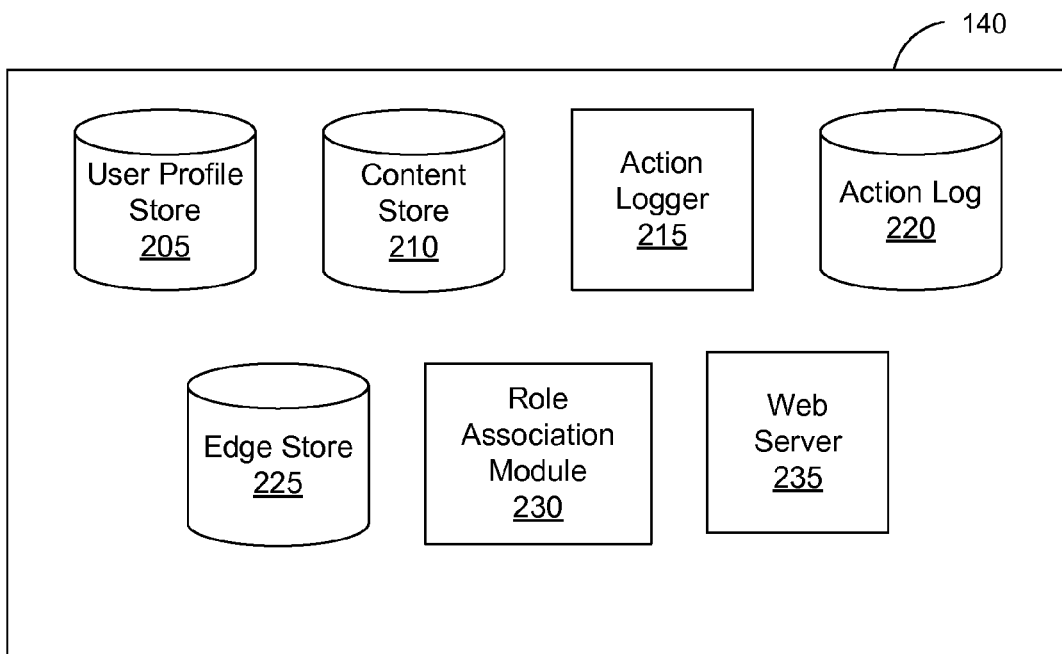 140
User Profile
Store
205
Content
Store
210
Action
Logger
215
Action Log
220
Edge Store
225
Role
Association
Module
230
Web
Server
235